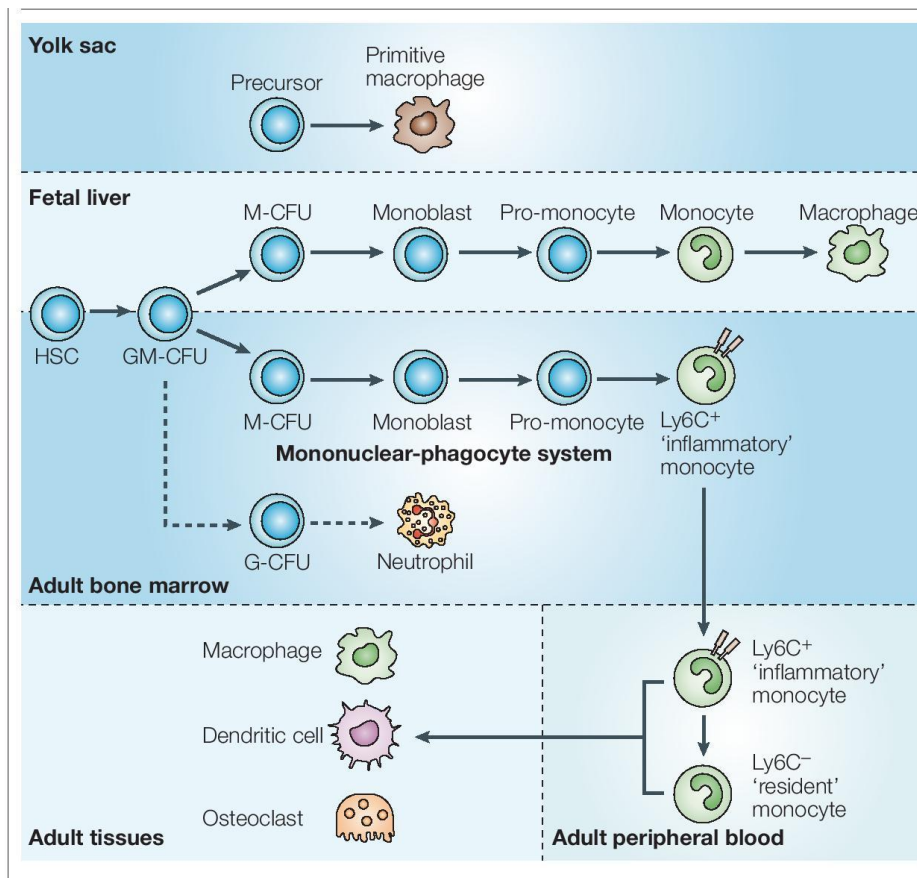 Yolk sac
Precursor
Primitive
macrophage
Fetal liver
M-CFU
Monoblast
Pro-monocyte
Monocyte
Macrophage
HSC
GM-CFU
M-CFU
Monoblast
Pro-monocyte
Ly6C⁺
‘inflammatory’
monocyte
Mononuclear-phagocyte system
G-CFU
Neutrophil
Adult bone marrow
Macrophage
Dendritic cell
Osteoclast
Adult tissues
Ly6C⁺
‘inflammatory’
monocyte
Ly6C⁻
‘resident’
monocyte
Adult peripheral blood